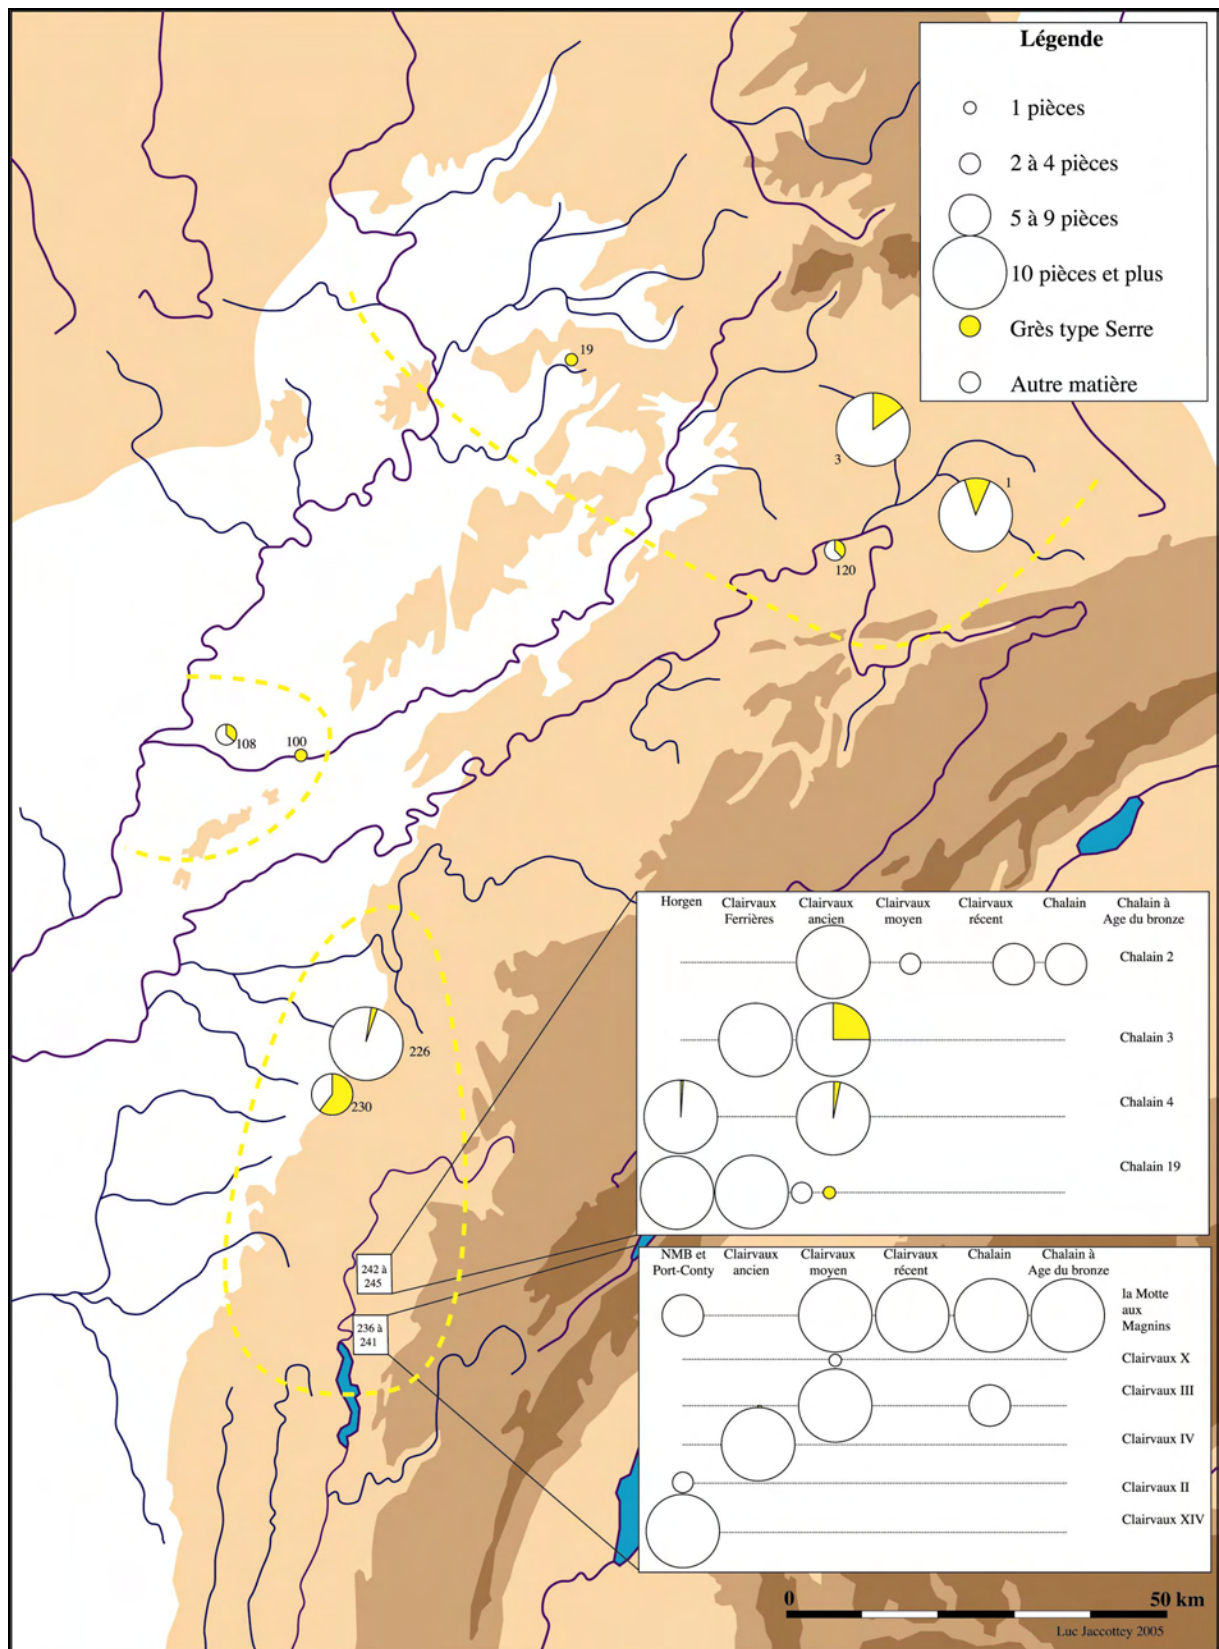 Légende
1 pièces
2 à 4 pièces
5 à 9 pièces
10 pièces et plus
Grès type Serre
Autre matière
19
3
1
120
108
100
226
230
242 à
245
236 à
241
Horgen
Clairvaux
Ferrières
Clairvaux
ancien
Clairvaux
moyen
Clairvaux
récent
Chalain
Chalain à
Age du bronze
Chalain 2
Chalain 3
Chalain 4
Chalain 19
NMB et
Port-Conty
Clairvaux
ancien
Clairvaux
moyen
Clairvaux
récent
Chalain
Chalain à
Age du bronze
la Motte
aux
Magnins
Clairvaux X
Clairvaux III
Clairvaux IV
Clairvaux II
Clairvaux XIV
0 50 km
Luc Jaccottey 2005